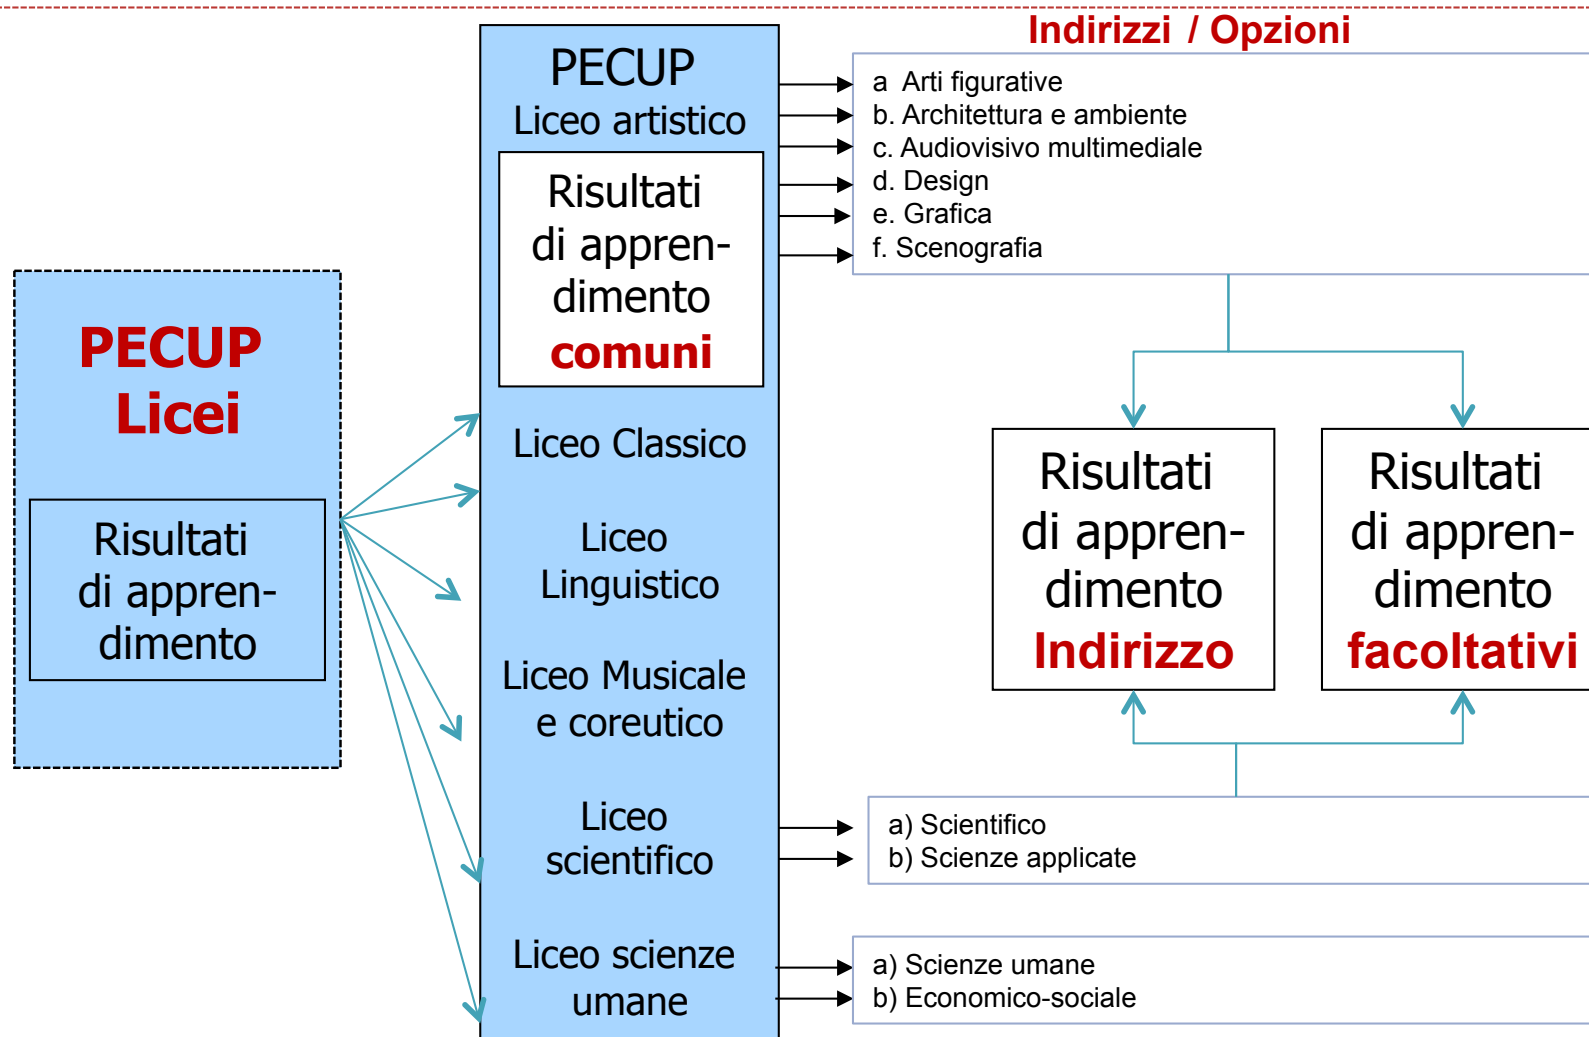 Indirizzi / Opzioni
PECUP
Liceo artistico
Risultati
di appren-
dimento
comuni
Liceo Classico
Liceo
Linguistico
Liceo Musicale
e coreutico
Liceo
scientifico
Liceo scienze
umane
PECUP
Licei
Risultati
di appren-
dimento
a Arti figurative
b. Architettura e ambiente
c. Audiovisivo multimediale
d. Design
e. Grafica
f. Scenografia
Risultati
di appren-
dimento
Indirizzo
Risultati
di appren-
dimento
facoltativi
a) Scientifico
b) Scienze applicate
a) Scienze umane
b) Economico-sociale